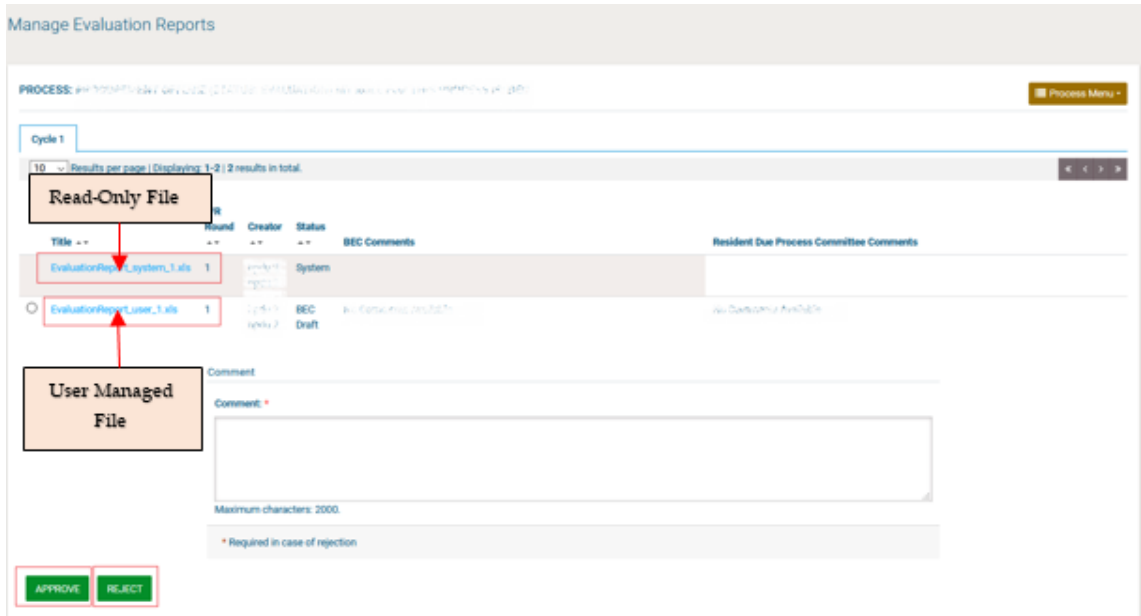 Manage Evaluation Reports
PROCESS:
Process Menu
Cycle 1
10 Results per page | Displaying: 1-2 | 2 results in total.
« < > »
Read-Only File
Round Creator Status
Title BEC Comments Resident Due Process Committee Comments
EvaluationReport_system_1.xls 1 System
EvaluationReport_user_1.xls 1 BEC
Draft
User Managed
File
Comment
Comment: *
Maximum characters: 2000.
* Required in case of rejection
APPROVE REJECT